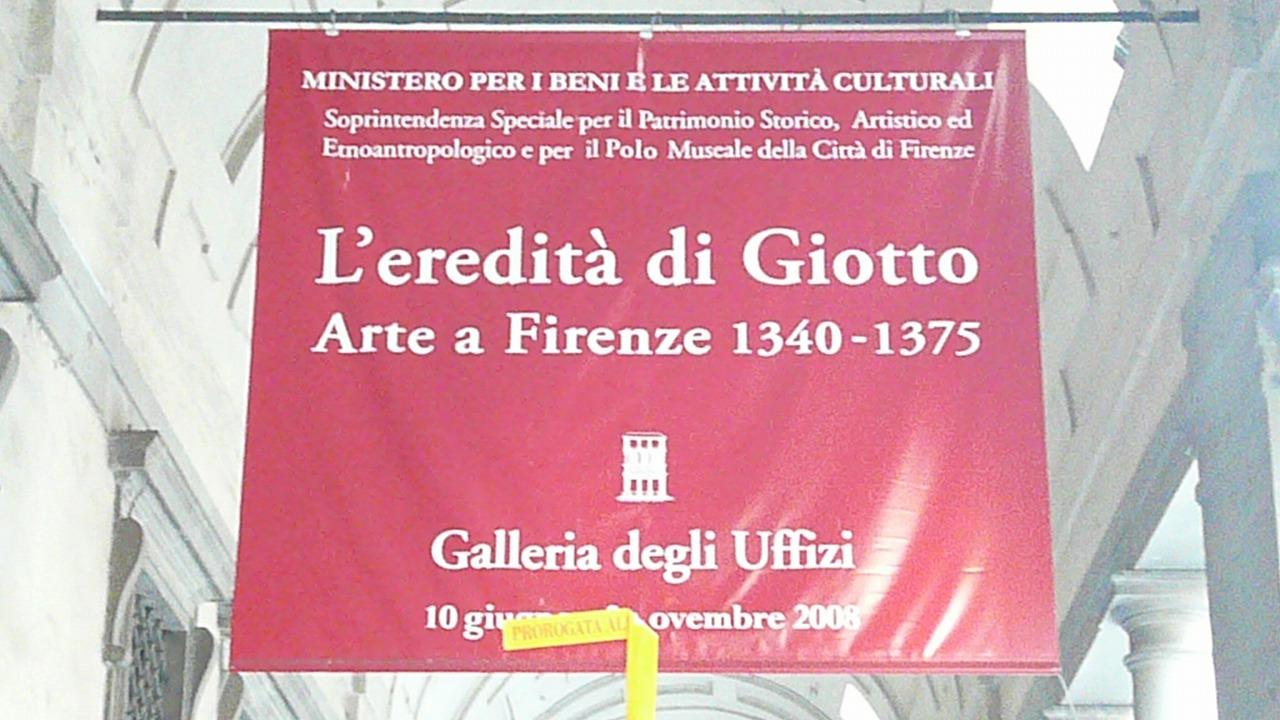 MINISTERO PER I BENI E LE ATTIVITÀ CULTURALI
Soprintendenza Speciale per il Patrimonio Storico, Artistico ed
Etnoantropologico e per il Polo Museale della Città di Firenze
L'eredità di Giotto
Arte a Firenze 1340-1375
Galleria degli Uffizi
10 2008
PROROGATA